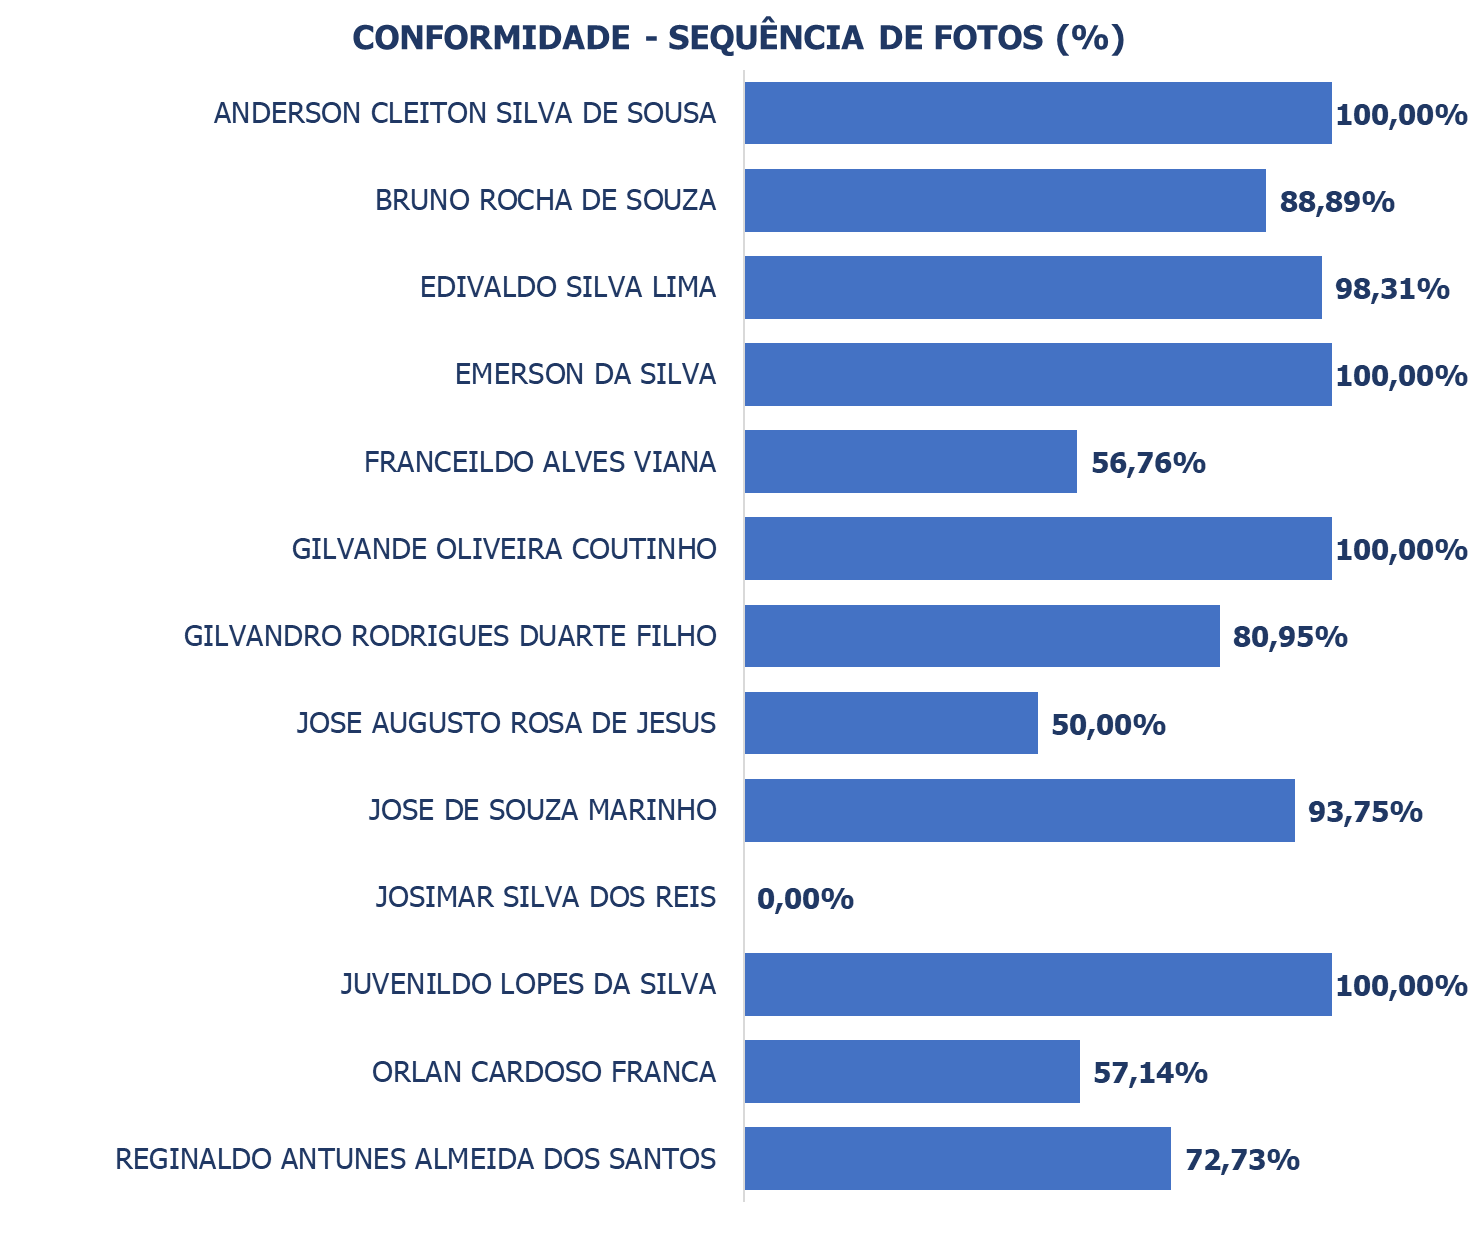 CONFORMIDADE - SEQUÊNCIA DE FOTOS (%)
ANDERSON CLEITON SILVA DE SOUSA 100,00%
BRUNO ROCHA DE SOUZA 88,89%
EDIVALDO SILVA LIMA 98,31%
EMERSON DA SILVA 100,00%
FRANCEILDO ALVES VIANA 56,76%
GILVANDE OLIVEIRA COUTINHO 100,00%
GILVANDRO RODRIGUES DUARTE FILHO 80,95%
JOSE AUGUSTO ROSA DE JESUS 50,00%
JOSE DE SOUZA MARINHO 93,75%
JOSIMAR SILVA DOS REIS 0,00%
JUVENILDO LOPES DA SILVA 100,00%
ORLAN CARDOSO FRANCA 57,14%
REGINALDO ANTUNES ALMEIDA DOS SANTOS 72,73%